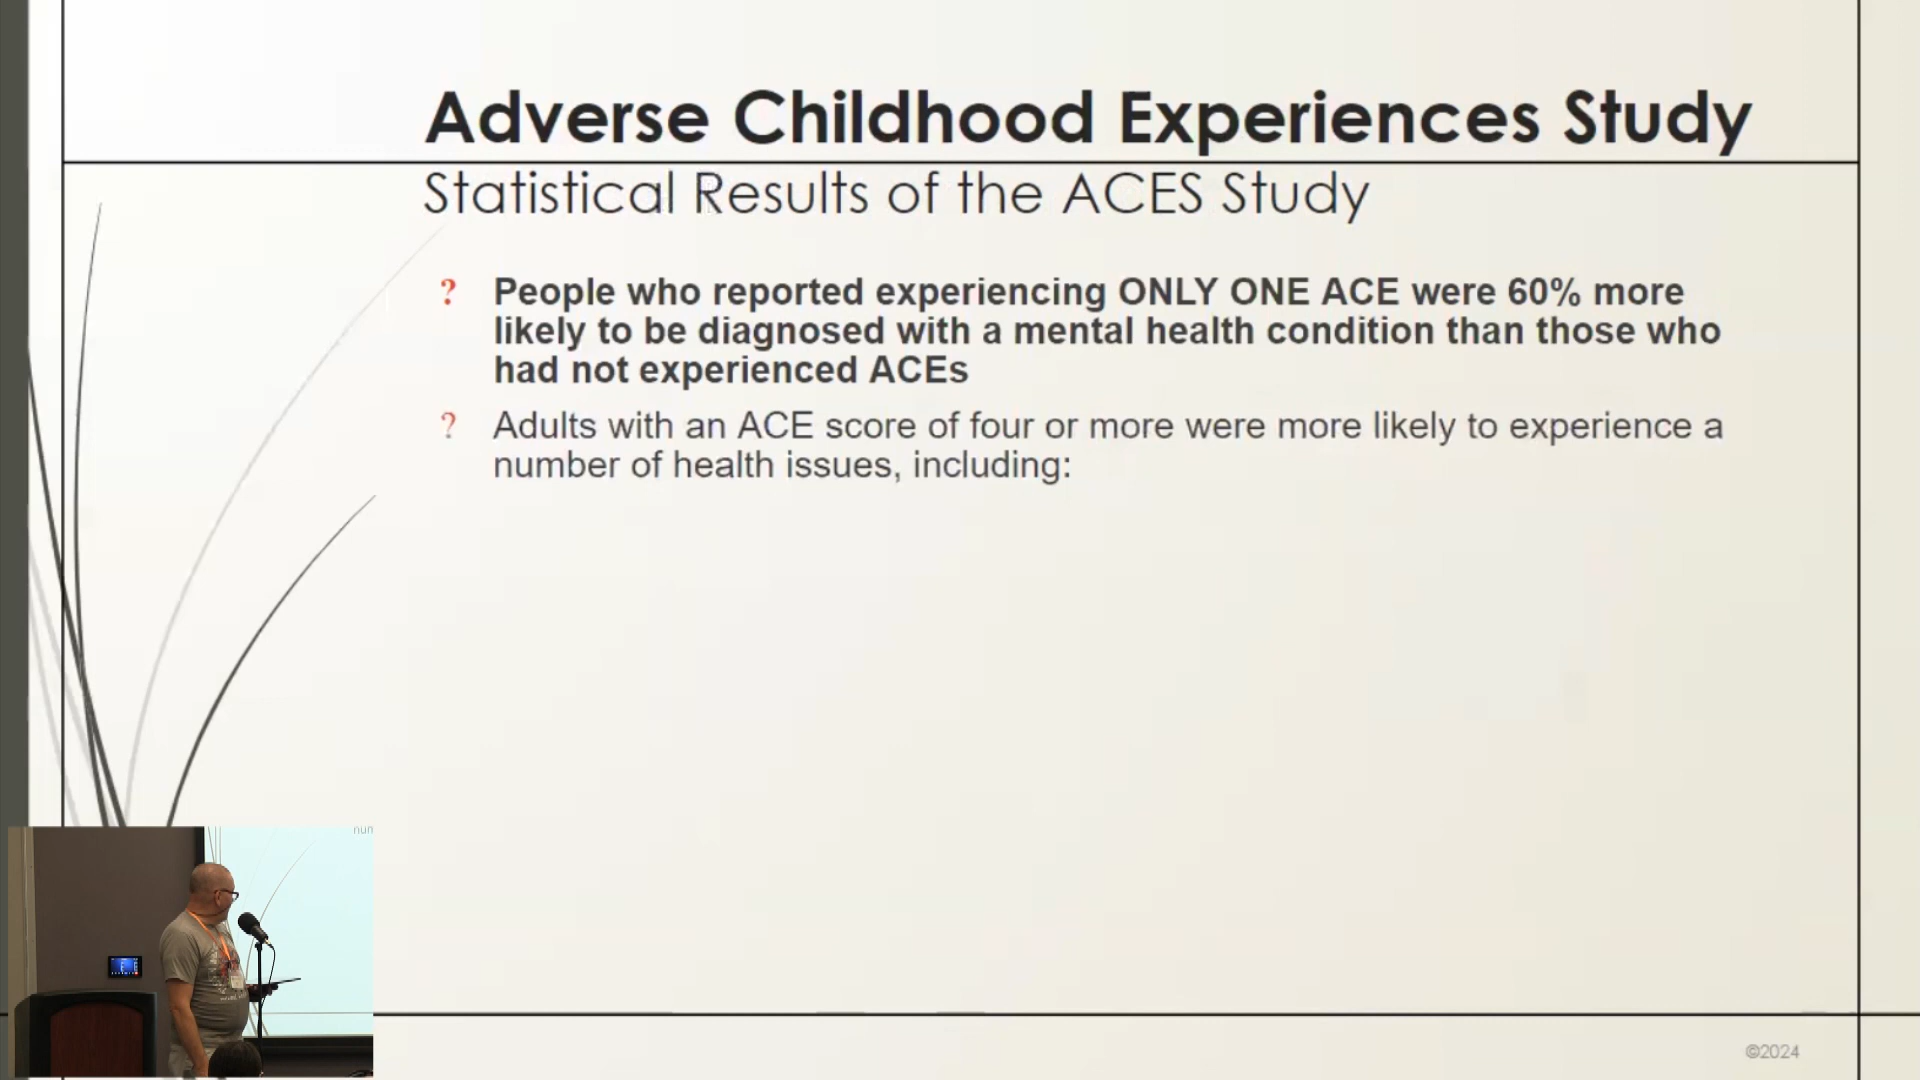 Adverse Childhood Experiences Study
Statistical Results of the ACES Study
? People who reported experiencing ONLY ONE ACE were 60% more
likely to be diagnosed with a mental health condition than those who
had not experienced ACEs
? Adults with an ACE score of four or more were more likely to experience a
number of health issues, including:
num
©2024